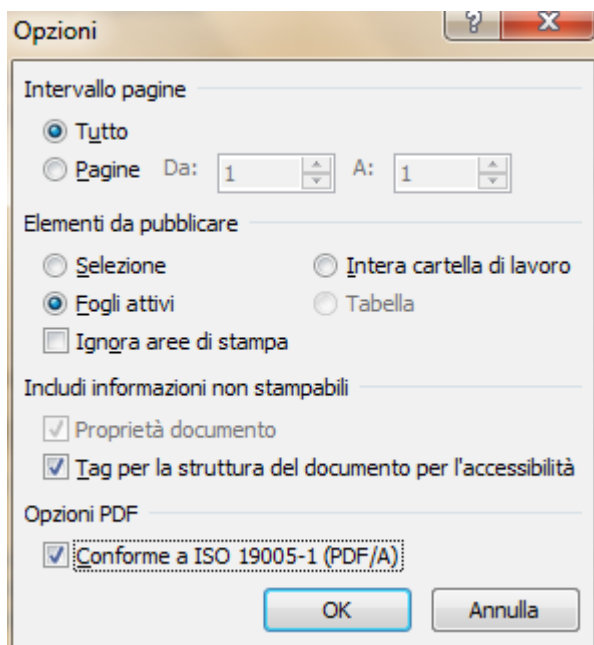 Opzioni
Intervallo pagine
Tutto
Pagine Da: 1 A: 1
Elementi da pubblicare
Selezione Intera cartella di lavoro
Fogli attivi Tabella
Ignora aree di stampa
Includi informazioni non stampabili
Proprietà documento
Tag per la struttura del documento per l'accessibilità
Opzioni PDF
Conforme a ISO 19005-1 (PDF/A)
OK Annulla